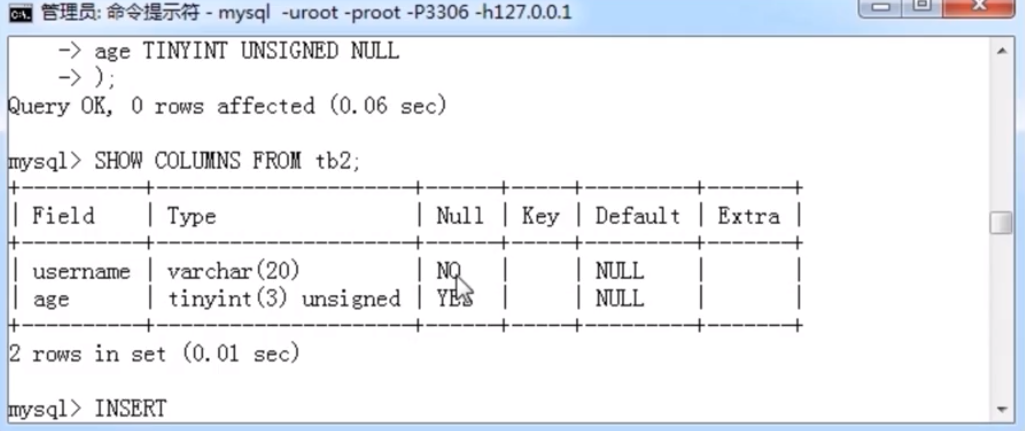 管理员: 命令提示符 - mysql -uroot -proot -P3306 -h127.0.0.1
    -> age TINYINT UNSIGNED NULL
    -> );
Query OK, 0 rows affected (0.06 sec)
mysql> SHOW COLUMNS FROM tb2;
+----------+---------------------+------+-----+---------+-------+
| Field    | Type                | Null | Key | Default | Extra |
+----------+---------------------+------+-----+---------+-------+
| username | varchar(20)         | NO   |     | NULL    |       |
| age      | tinyint(3) unsigned | YES  |     | NULL    |       |
+----------+---------------------+------+-----+---------+-------+
2 rows in set (0.01 sec)
mysql> INSERT